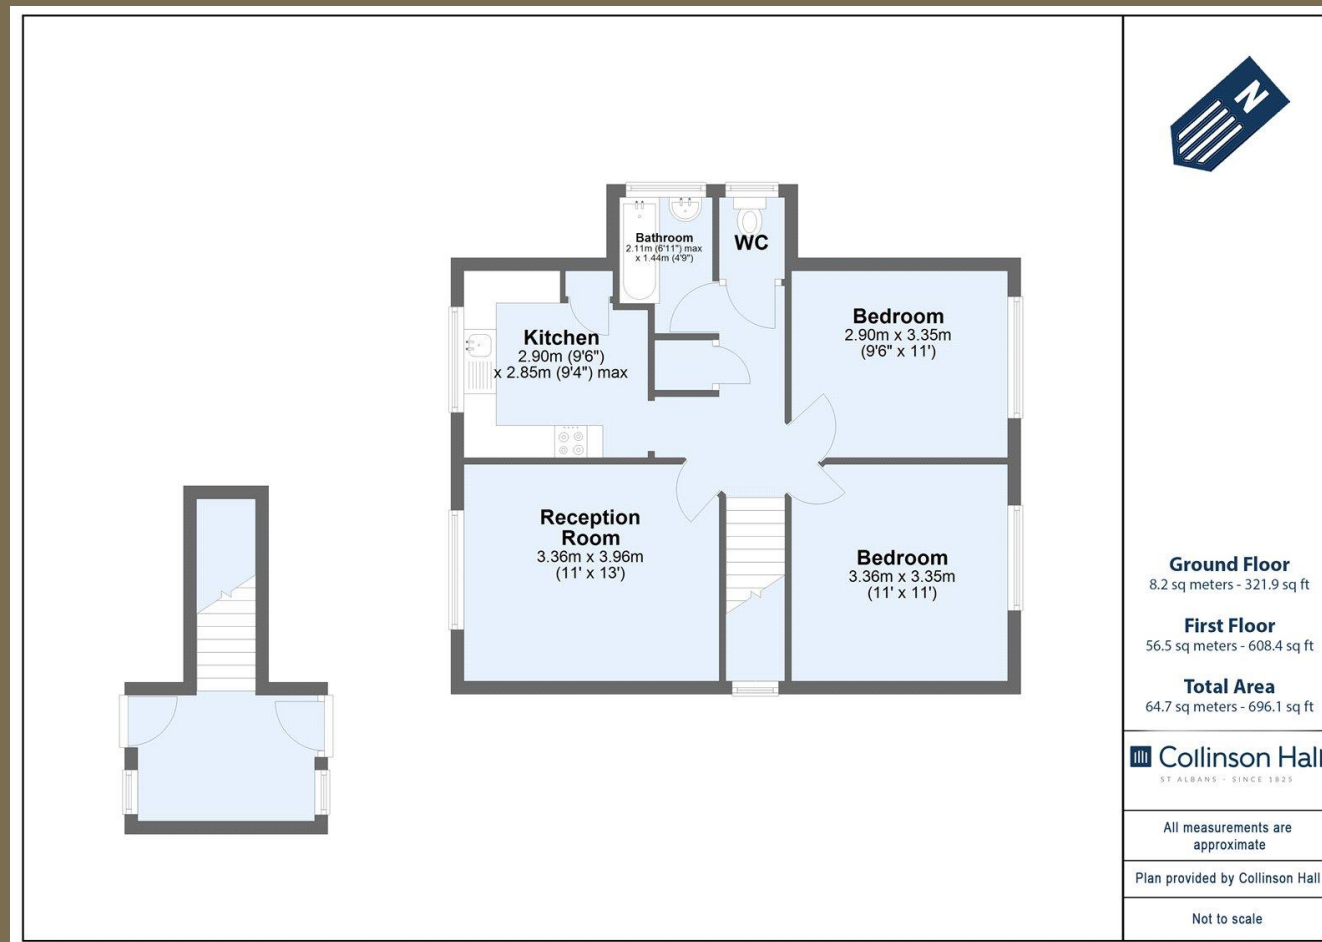 N
Bathroom
2.11m (6'11") max
x 1.44m (4'9")
WC
Kitchen
2.90m (9'6")
x 2.85m (9'4") max
Bedroom
2.90m x 3.35m
(9'6" x 11')
Reception
Room
3.36m x 3.96m
(11' x 13')
Bedroom
3.36m x 3.35m
(11' x 11')
Ground Floor
8.2 sq meters - 321.9 sq ft
First Floor
56.5 sq meters - 608.4 sq ft
Total Area
64.7 sq meters - 696.1 sq ft
Collinson Hall
ST ALBANS - SINCE 1825
All measurements are
approximate
Plan provided by Collinson Hall
Not to scale